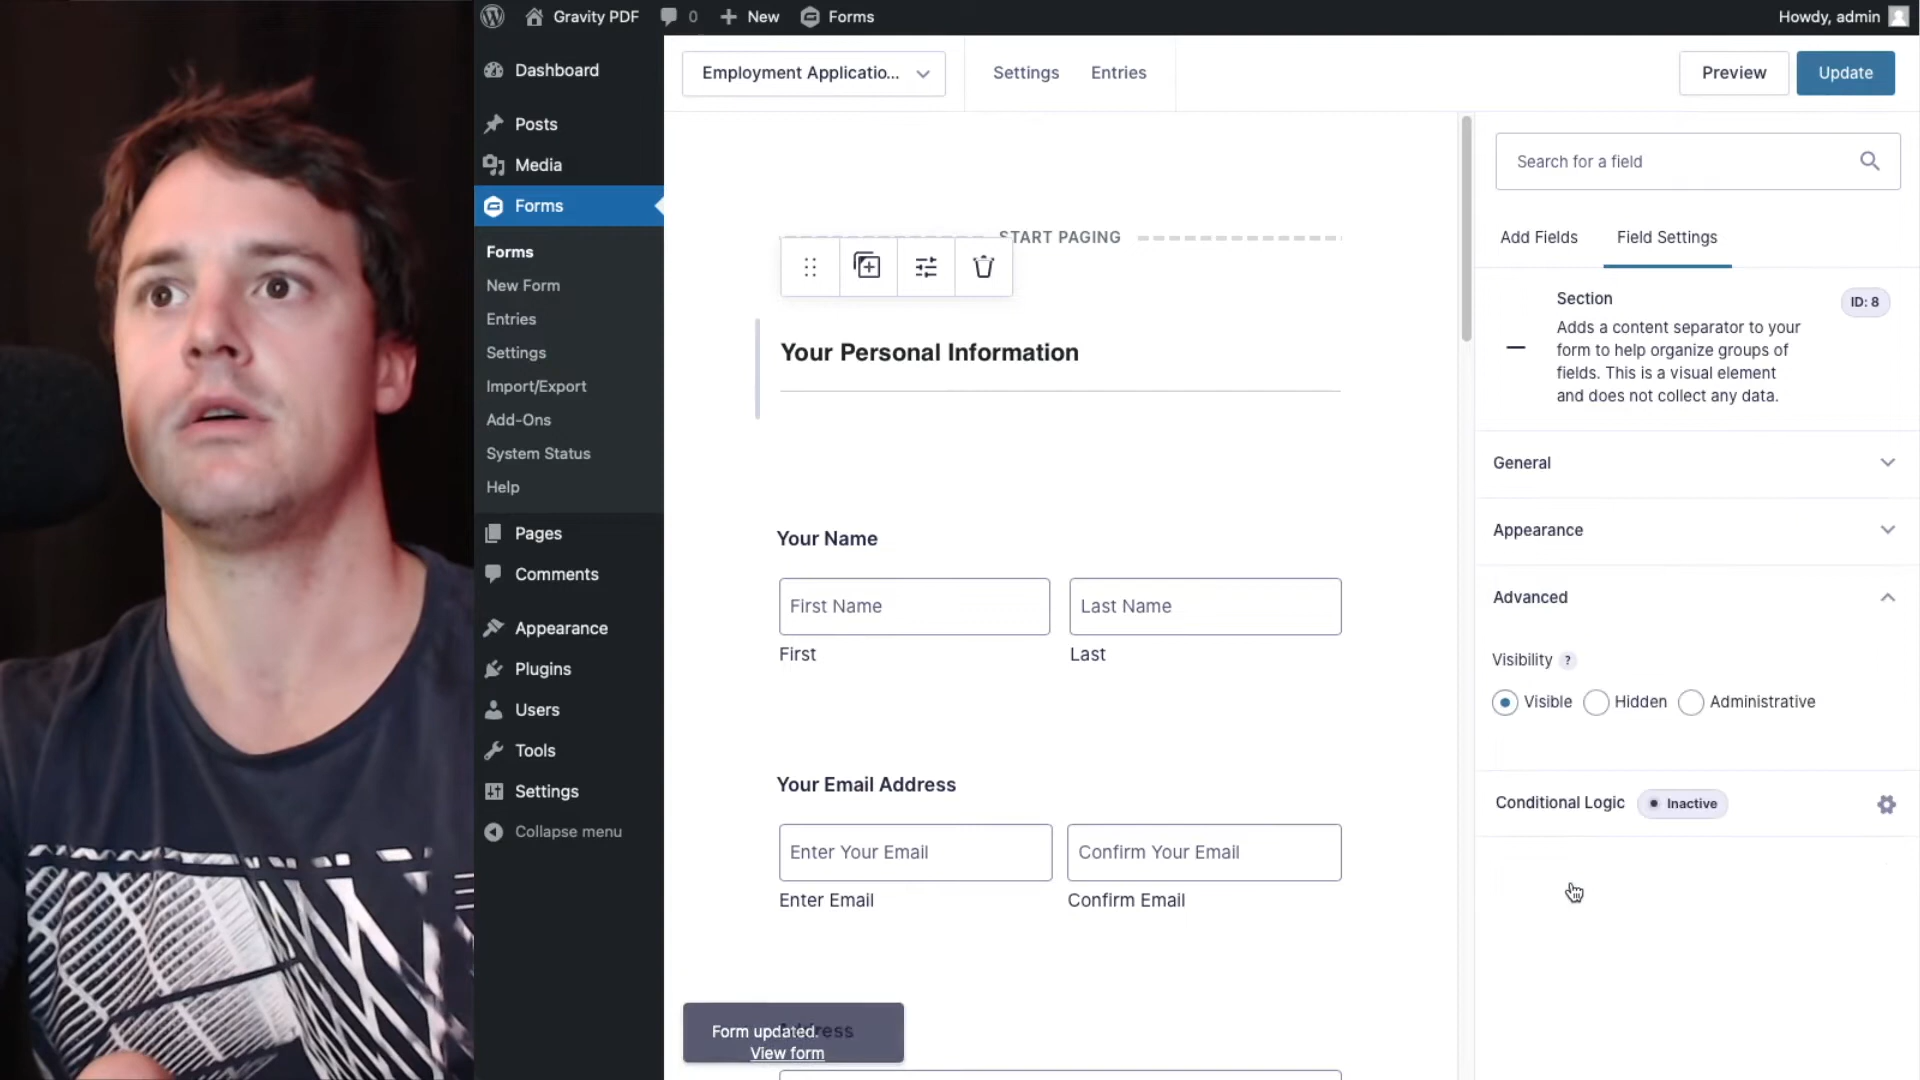 Gravity PDF
0
New
Forms
Howdy, admin
Dashboard
Posts
Media
Forms
Forms
New Form
Entries
Settings
Import/Export
Add-Ons
System Status
Help
Pages
Comments
Appearance
Plugins
Users
Tools
Settings
Collapse menu
Employment Applicatio...
Settings
Entries
Preview
Update
START PAGING
Your Personal Information
Your Name
First Name
Last Name
First
Last
Your Email Address
Enter Your Email
Confirm Your Email
Enter Email
Confirm Email
Form updated.
View form
Search for a field
Add Fields
Field Settings
Section
ID: 8
Adds a content separator to your
form to help organize groups of
fields. This is a visual element
and does not collect any data.
General
Appearance
Advanced
Visibility ?
Visible
Hidden
Administrative
Conditional Logic
Inactive